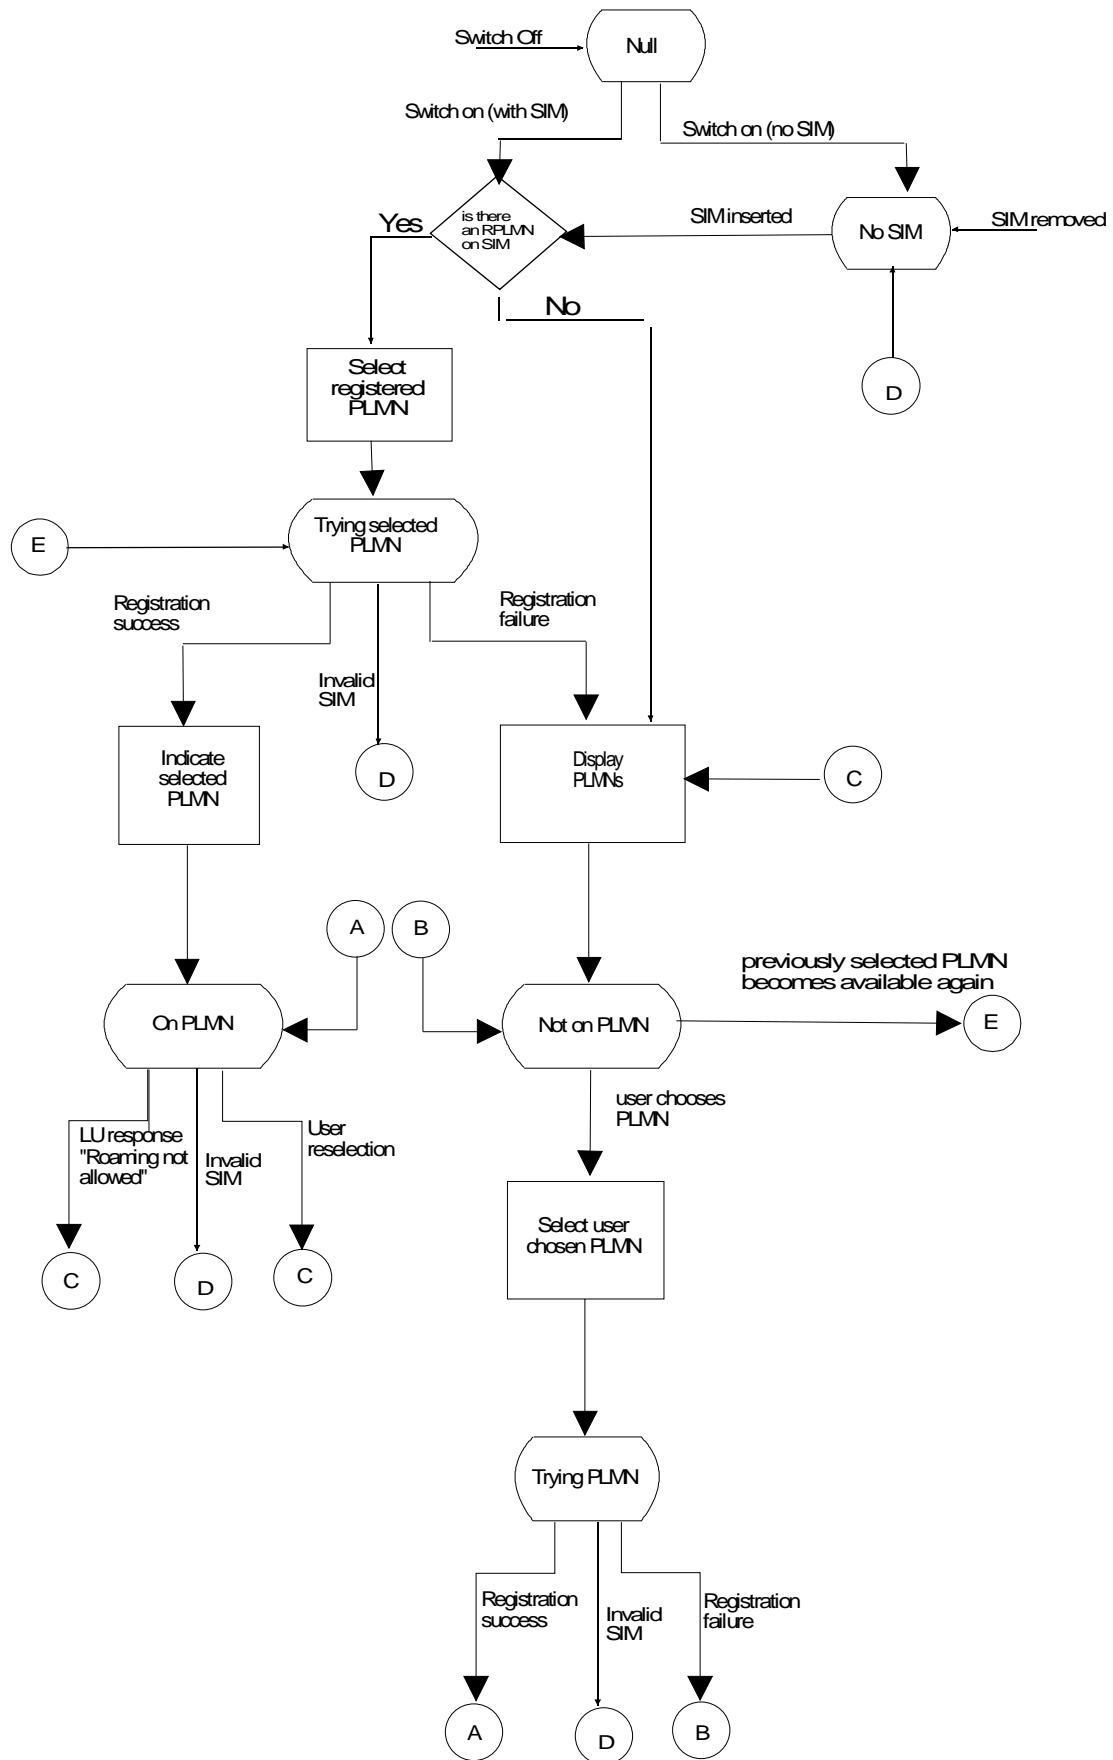 Switch Off
Null
Switch on (with SIM)
Switch on (no SIM)
is there
an RPLMN
on SIM
Yes
SIM inserted
No SIM
SIM removed
No
D
Select
registered
PLMN
Trying selected
PLMN
E
Registration
success
Registration
failure
Invalid
SIM
Indicate
selected
PLMN
D
Display
PLMNs
C
A
B
previously selected PLMN
becomes available again
On PLMN
Not on PLMN
E
LU response
"Roaming not
allowed"
Invalid
SIM
User
reselection
user chooses
PLMN
C
D
C
Select user
chosen PLMN
Trying PLMN
Registration
success
Invalid
SIM
Registration
failure
A
D
B